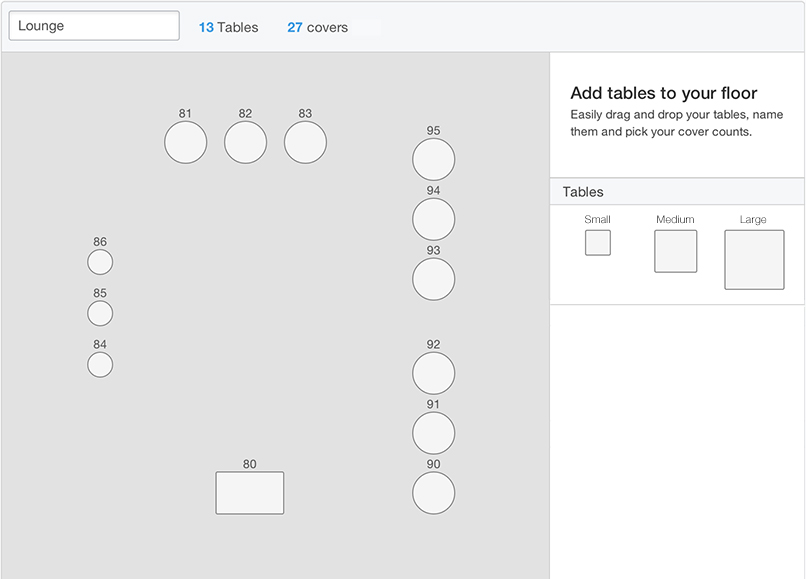 Lounge
13 Tables
27 covers
Add tables to your floor
Easily drag and drop your tables, name
them and pick your cover counts.
Tables
Small
Medium
Large
81
82
83
95
94
93
86
85
84
92
91
90
80